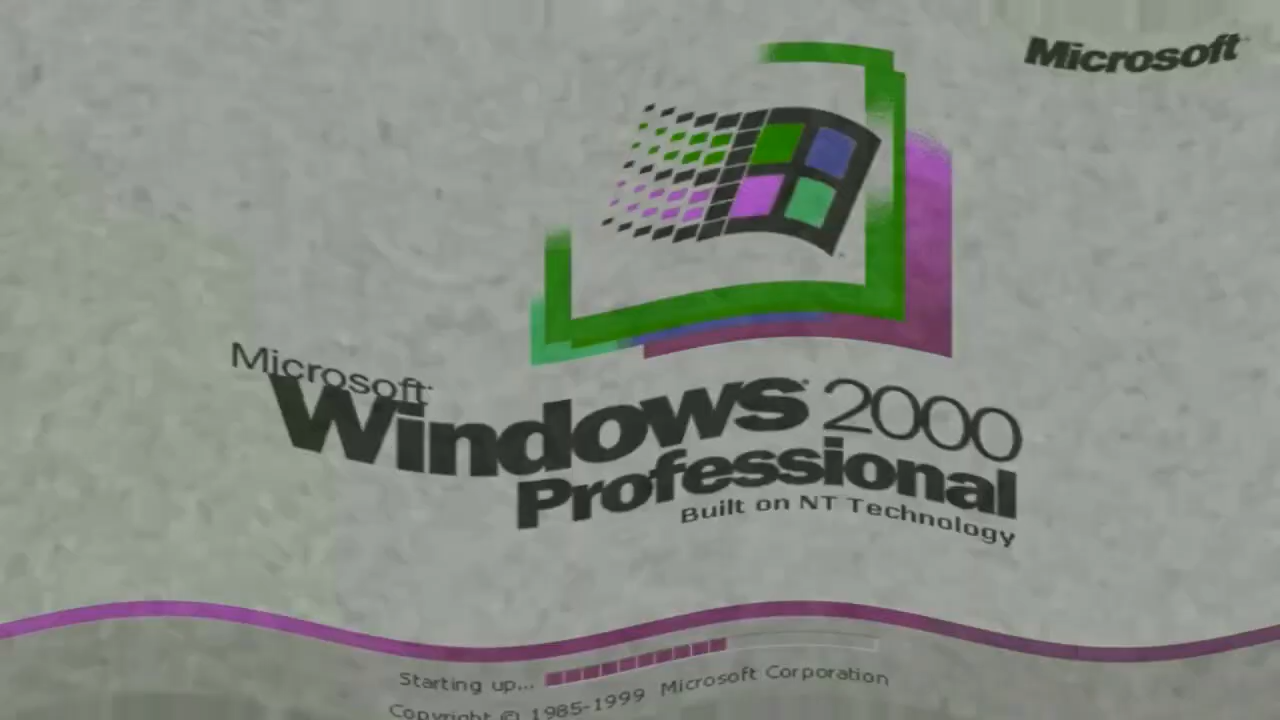 Microsoft
Microsoft
Windows 2000
Professional
Built on NT Technology
Starting up...
Copyright © 1985-1999 Microsoft Corporation